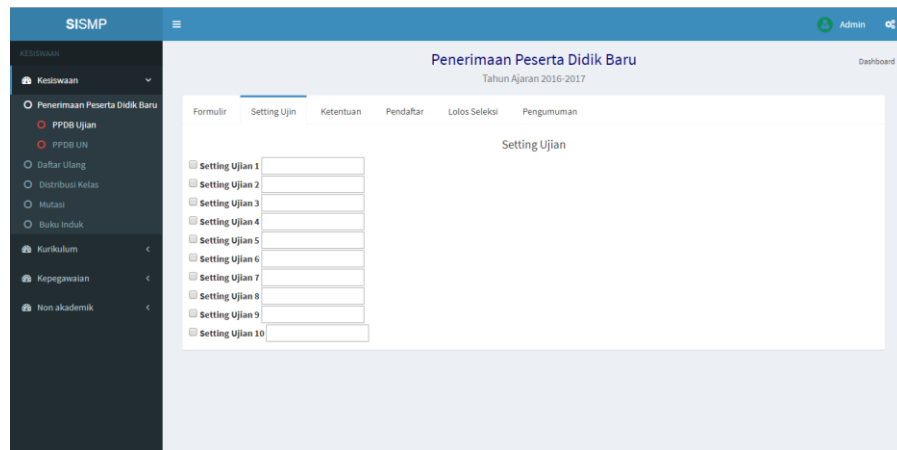 SISMP
Admin
KESISWAAN
Kesiswaan
Penerimaan Peserta Didik Baru
PPDB Ujian
PPDB UN
Daftar Ulang
Distribusi Kelas
Mutasi
Buku Induk
Kurikulum
Kepegawaian
Non akademik
Penerimaan Peserta Didik Baru
Tahun Ajaran 2016-2017
Dashboard
Formulir Setting Ujin Ketentuan Pendaftar Lolos Seleksi Pengumuman
Setting Ujian
Setting Ujian 1
Setting Ujian 2
Setting Ujian 3
Setting Ujian 4
Setting Ujian 5
Setting Ujian 6
Setting Ujian 7
Setting Ujian 8
Setting Ujian 9
Setting Ujian 10